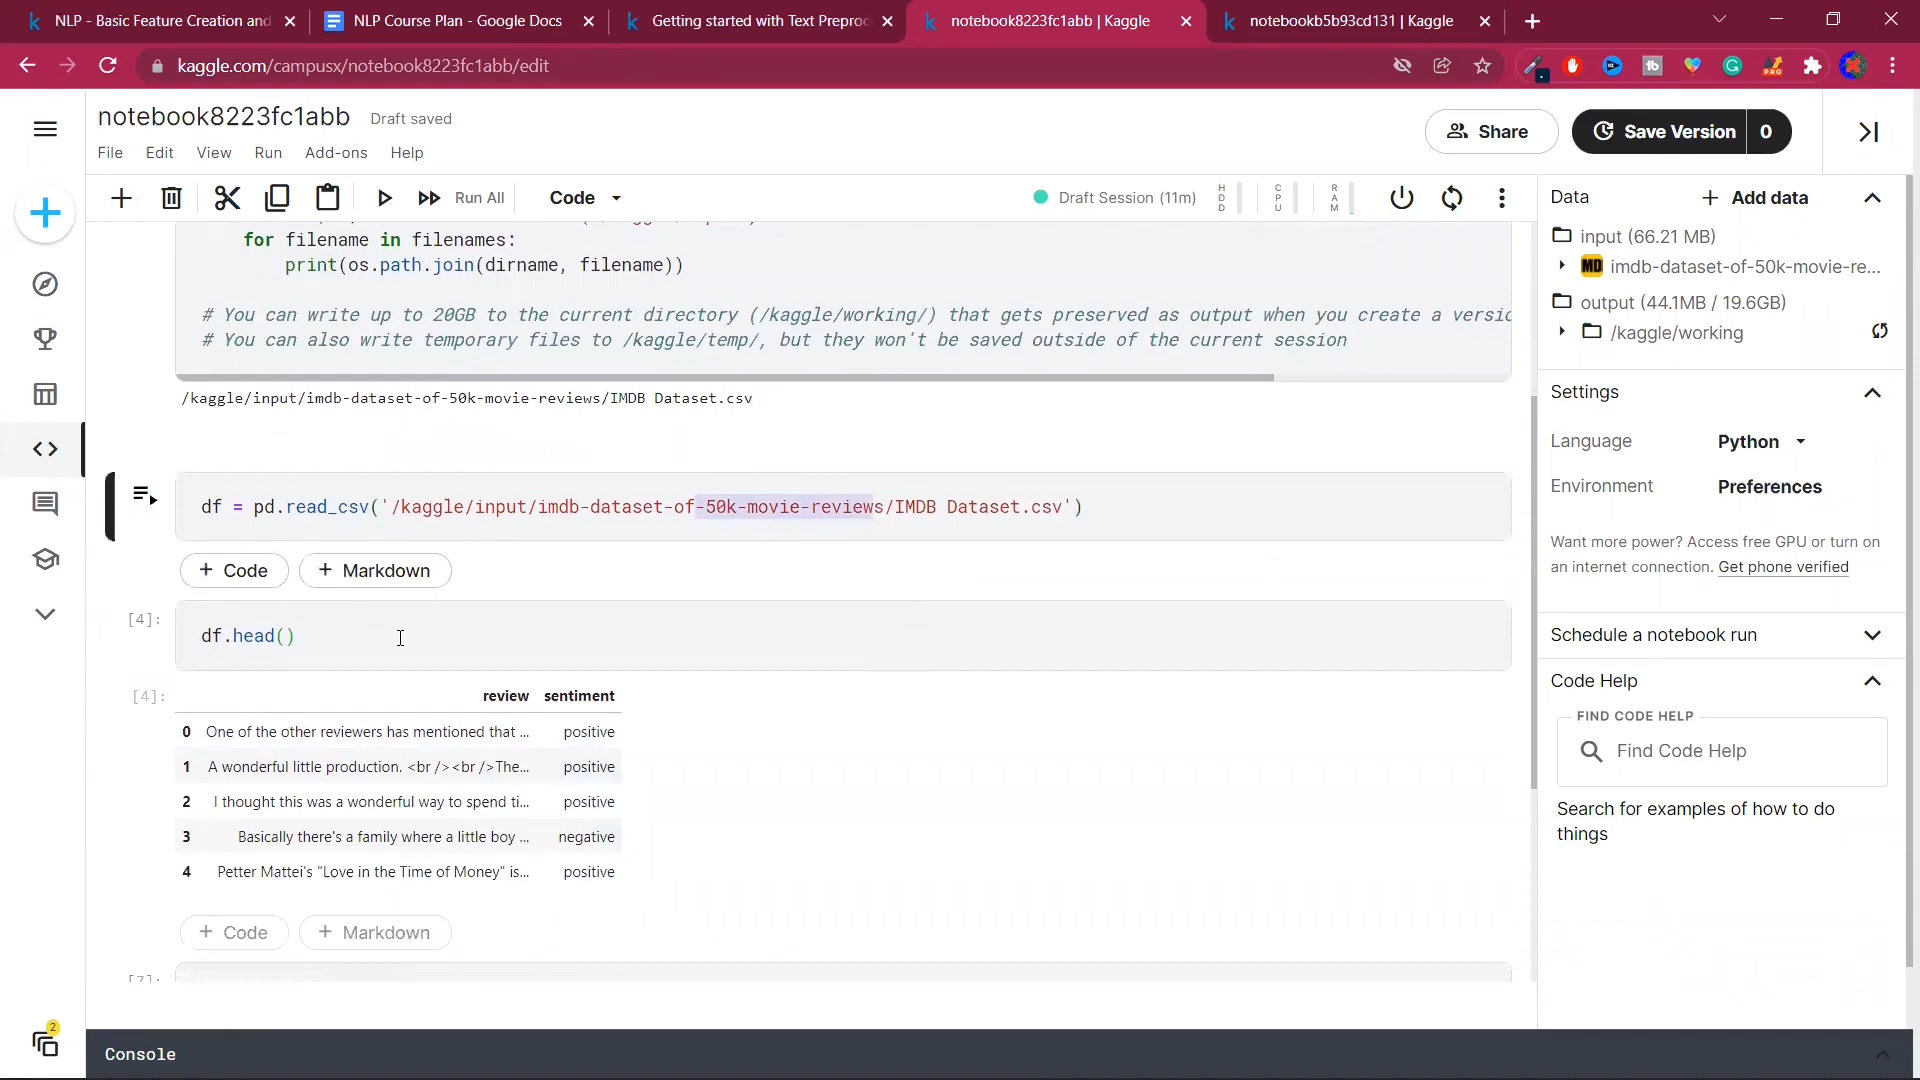 NLP - Basic Feature Creation and
NLP Course Plan - Google Docs
Getting started with Text Preproc
notebook8223fc1abb | Kaggle
notebookb5b93cd131 | Kaggle
kaggle.com/campusx/notebook8223fc1abb/edit
notebook8223fc1abb Draft saved
File Edit View Run Add-ons Help
Share
Save Version 0
Run All Code
Draft Session (11m) HDD CPU RAM
for filename in filenames:
print(os.path.join(dirname, filename))
# You can write up to 20GB to the current directory (/kaggle/working/) that gets preserved as output when you create a versic
# You can also write temporary files to /kaggle/temp/, but they won't be saved outside of the current session
/kaggle/input/imdb-dataset-of-50k-movie-reviews/IMDB Dataset.csv
df = pd.read_csv('/kaggle/input/imdb-dataset-of-50k-movie-reviews/IMDB Dataset.csv')
+ Code + Markdown
[4]: df.head()
[4]: review sentiment
0 One of the other reviewers has mentioned that ... positive
1 A wonderful little production. <br /><br />The... positive
2 I thought this was a wonderful way to spend ti... positive
3 Basically there's a family where a little boy ... negative
4 Petter Mattei's "Love in the Time of Money" is... positive
+ Code + Markdown
[7]:
2
Console
Data + Add data
input (66.21 MB)
MD imdb-dataset-of-50k-movie-re...
output (44.1MB / 19.6GB)
/kaggle/working
Settings
Language Python
Environment Preferences
Want more power? Access free GPU or turn on
an internet connection. Get phone verified
Schedule a notebook run
Code Help
FIND CODE HELP
Find Code Help
Search for examples of how to do
things